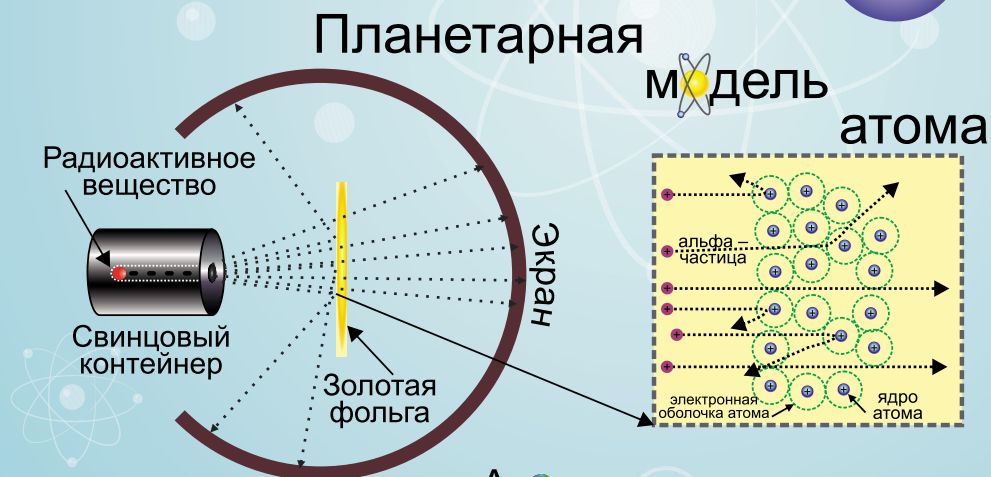 Планетарная
модель
атома
Радиоактивное
вещество
Свинцовый
контейнер
Золотая
фольга
Экран
альфа –
частица
электронная
оболочка атома
ядро
атома